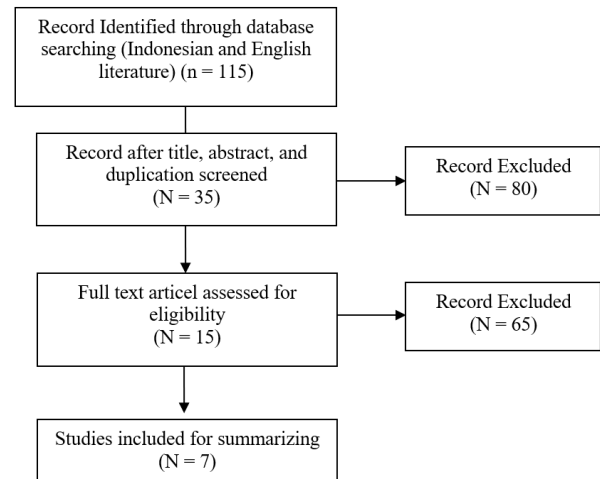 Record Identified through database
searching (Indonesian and English
literature) (n = 115)
Record after title, abstract, and
duplication screened
(N = 35)
Record Excluded
(N = 80)
Full text articel assessed for
eligibility
(N = 15)
Record Excluded
(N = 65)
Studies included for summarizing
(N = 7)